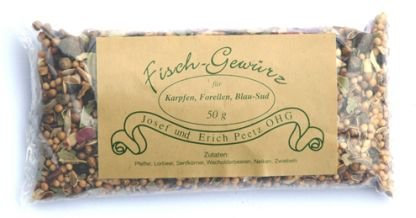 Fisch-Gewürz
für
Karpfen, Forellen, Blau-Sud
50 g
Josef und Erich Peetz OHG
Zutaten:
Pfeffer, Lorbeer, Senfkörner, Wacholderbeeren, Nelken, Zwiebeln